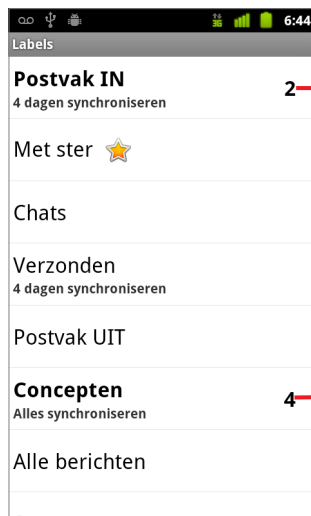 3G 6:44
Labels
Postvak IN 2
4 dagen synchroniseren
Met ster
Chats
Verzonden
4 dagen synchroniseren
Postvak UIT
Concepten 4
Alles synchroniseren
Alle berichten